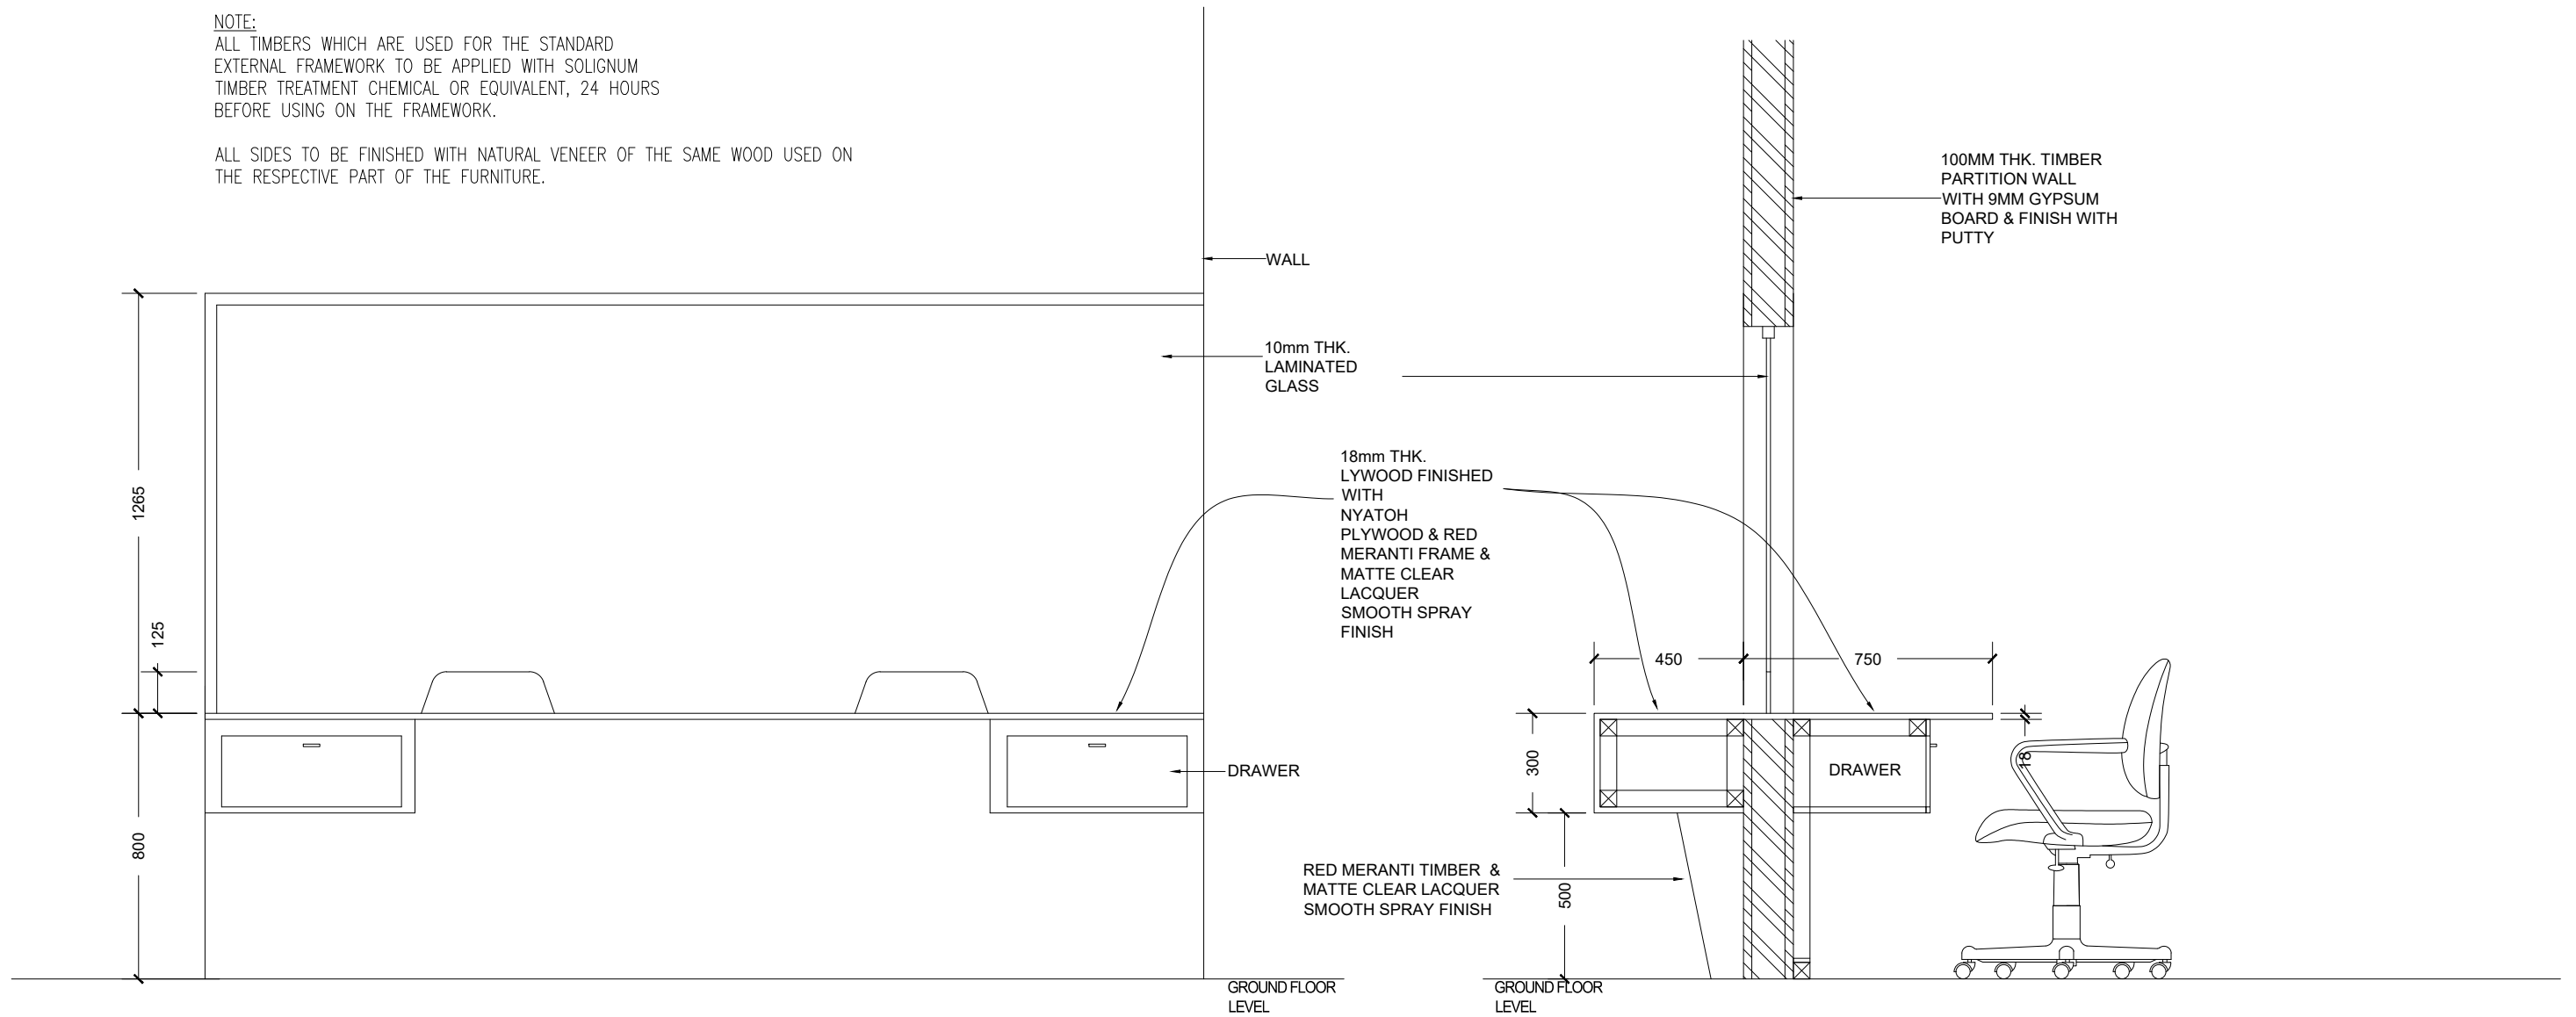 NOTE:
ALL TIMBERS WHICH ARE USED FOR THE STANDARD
EXTERNAL FRAMEWORK TO BE APPLIED WITH SOLIGNUM
TIMBER TREATMENT CHEMICAL OR EQUIVALENT, 24 HOURS
BEFORE USING ON THE FRAMEWORK.
ALL SIDES TO BE FINISHED WITH NATURAL VENEER OF THE SAME WOOD USED ON
THE RESPECTIVE PART OF THE FURNITURE.
100MM THK. TIMBER
PARTITION WALL
WITH 9MM GYPSUM
BOARD & FINISH WITH
PUTTY
WALL
10mm THK.
LAMINATED
GLASS
18mm THK.
LYWOOD FINISHED
WITH
NYATOH
PLYWOOD & RED
MERANTI FRAME &
MATTE CLEAR
LACQUER
SMOOTH SPRAY
FINISH
1265
125
800
450
750
300
18
500
DRAWER
DRAWER
RED MERANTI TIMBER &
MATTE CLEAR LACQUER
SMOOTH SPRAY FINISH
GROUND FLOOR
LEVEL
GROUND FLOOR
LEVEL